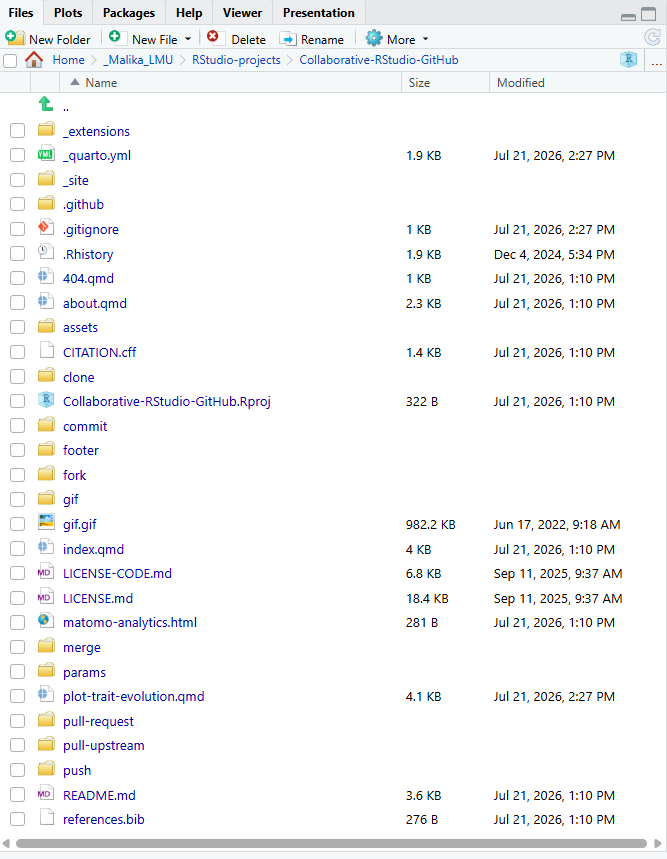 Files Plots Packages Help Viewer Presentation
New Folder New File Delete Rename More
Home _Malika_LMU RStudio-projects Collaborative-RStudio-GitHub R ...
Name Size Modified
..
_extensions
YML _quarto.yml 1.9 KB Jul 21, 2026, 2:27 PM
_site
.github
.gitignore 1 KB Jul 21, 2026, 2:27 PM
.Rhistory 1.9 KB Dec 4, 2024, 5:34 PM
404.qmd 1 KB Jul 21, 2026, 1:10 PM
about.qmd 2.3 KB Jul 21, 2026, 1:10 PM
assets
CITATION.cff 1.4 KB Jul 21, 2026, 1:10 PM
clone
R Collaborative-RStudio-GitHub.Rproj 322 B Jul 21, 2026, 1:10 PM
commit
footer
fork
gif
gif.gif 982.2 KB Jun 17, 2022, 9:18 AM
index.qmd 4 KB Jul 21, 2026, 1:10 PM
MD LICENSE-CODE.md 6.8 KB Sep 11, 2025, 9:37 AM
MD LICENSE.md 18.4 KB Sep 11, 2025, 9:37 AM
matomo-analytics.html 281 B Jul 21, 2026, 1:10 PM
merge
params
plot-trait-evolution.qmd 4.1 KB Jul 21, 2026, 2:27 PM
pull-request
pull-upstream
push
MD README.md 3.6 KB Jul 21, 2026, 1:10 PM
references.bib 276 B Jul 21, 2026, 1:10 PM